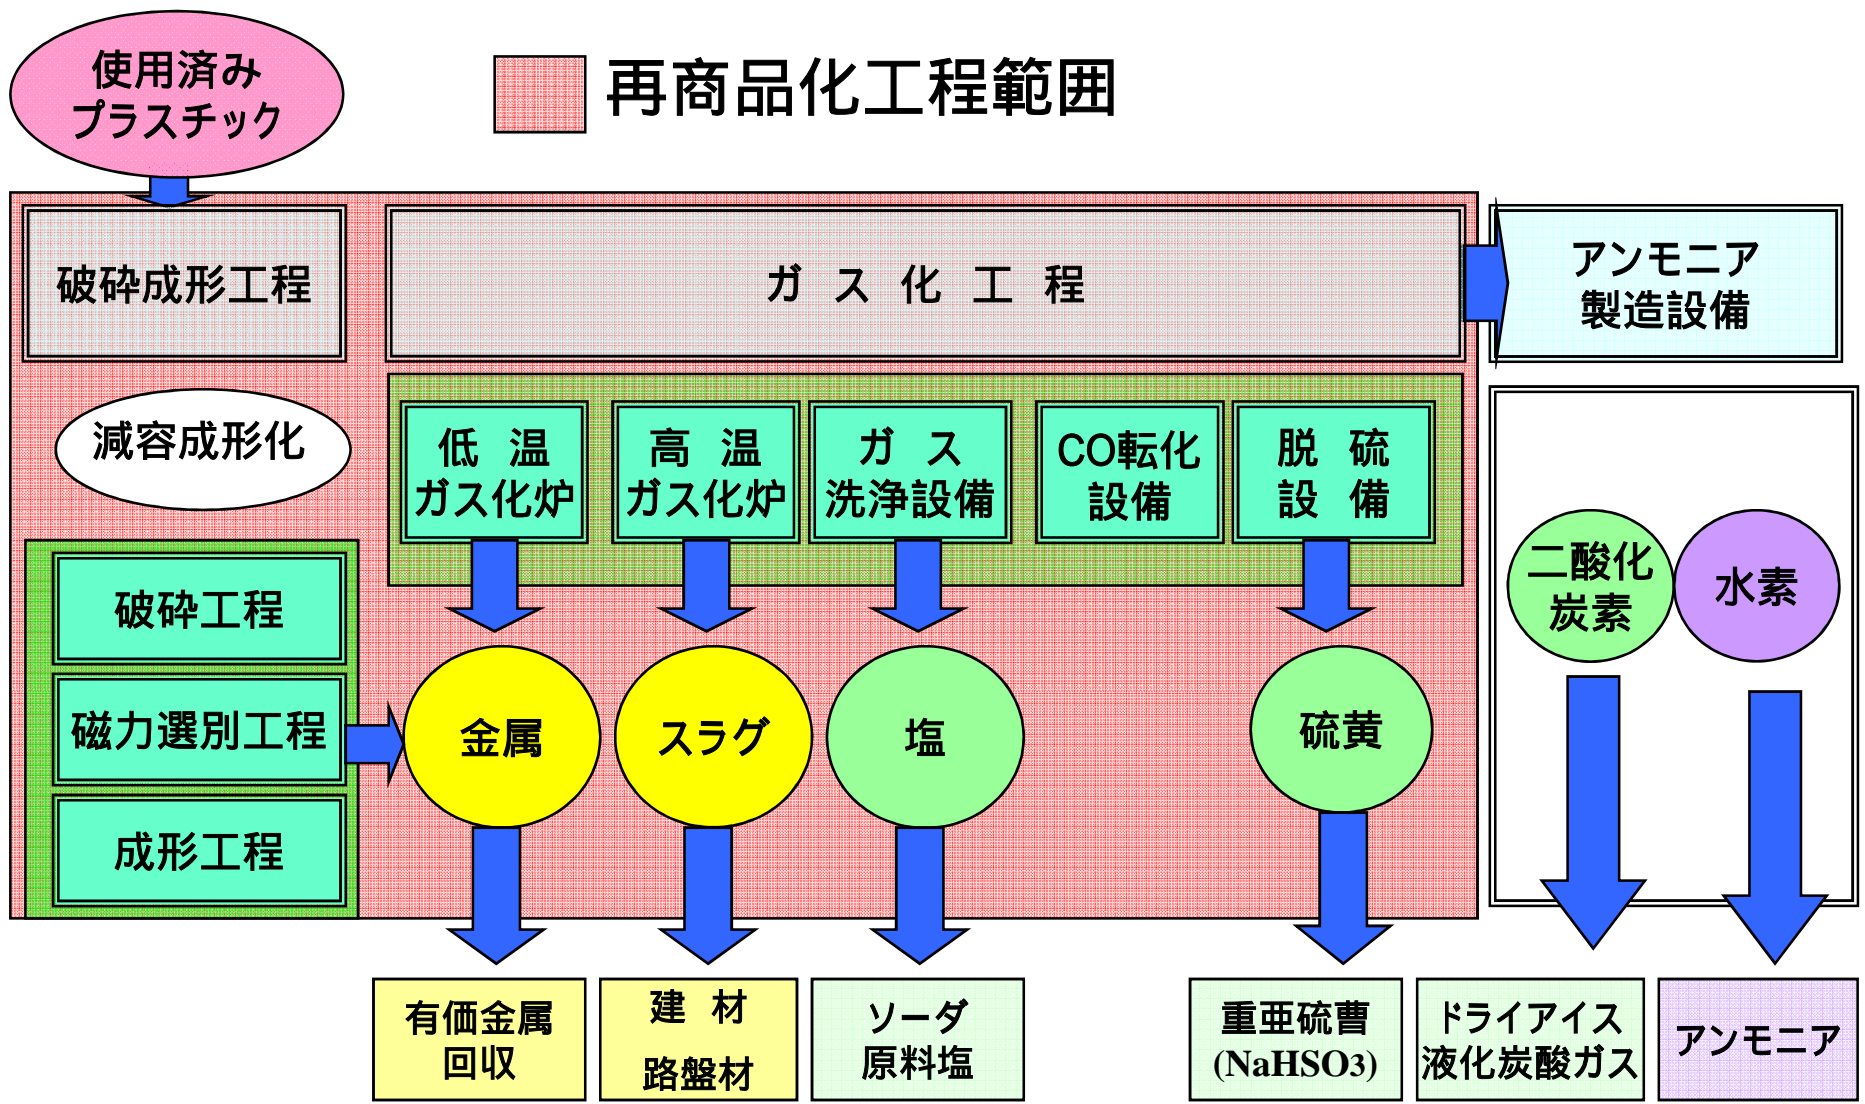 使用済み
プラスチック
再商品化工程範囲
破砕成形工程
ガス化工程
アンモニア
製造設備
減容成形化
低温
ガス化炉
高温
ガス化炉
ガス
洗浄設備
CO転化
設備
脱硫
設備
破砕工程
磁力選別工程
成形工程
金属
スラグ
塩
硫黄
二酸化
炭素
水素
有価金属
回収
建材
路盤材
ソーダ
原料塩
重亜硫曹
(NaHSO3)
ドライアイス
液化炭酸ガス
アンモニア